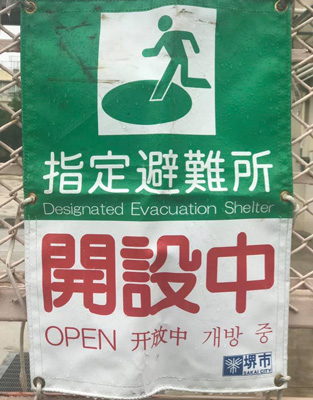 指定避難所
Designated Evacuation Shelter
開設中
OPEN 开放中 개방 중
堺市
SAKAI CITY